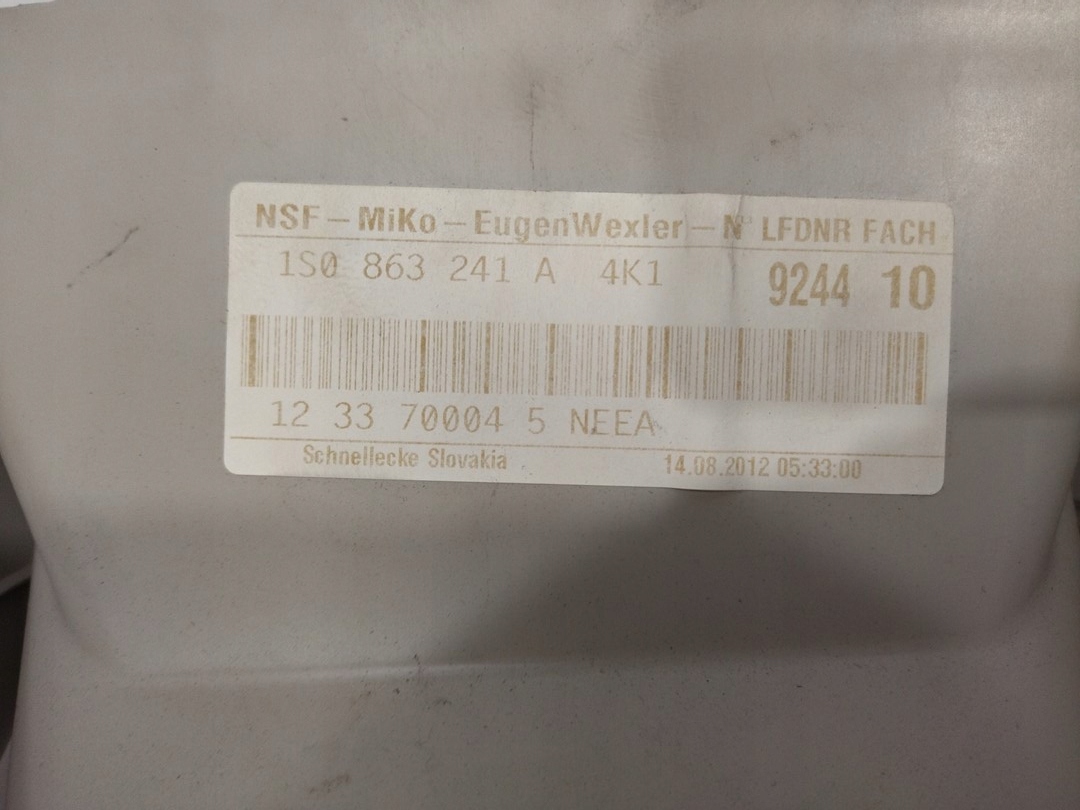 NSF-MiKo-EugenWexler-N° LFDNR FACH
1S0 863 241 A 4K1 9244 10
12 33 70004 5 NEEA
Schnellecke Slovakia 14.08.2012 05:33:00